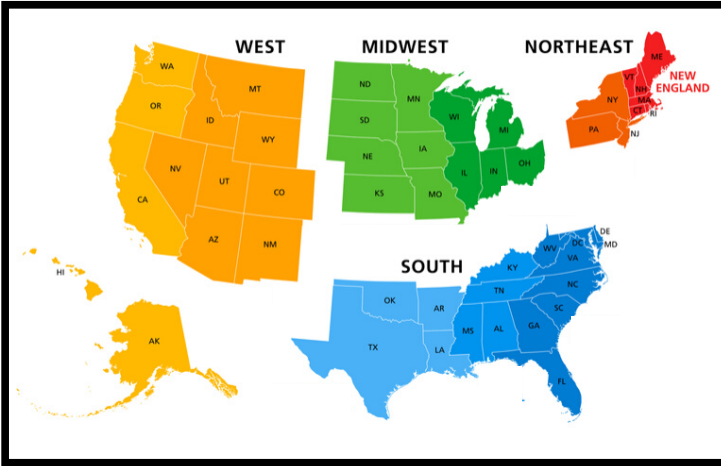 WEST
MIDWEST
NORTHEAST
NEW
ENGLAND
SOUTH
WA
OR
CA
NV
ID
MT
WY
UT
CO
AZ
NM
HI
AK
ND
SD
NE
KS
MN
IA
MO
WI
IL
MI
IN
OH
ME
VT
NH
MA
CT
RI
NY
PA
NJ
OK
TX
AR
LA
KY
TN
MS
AL
WV
DC
DE
MD
VA
NC
SC
GA
FL